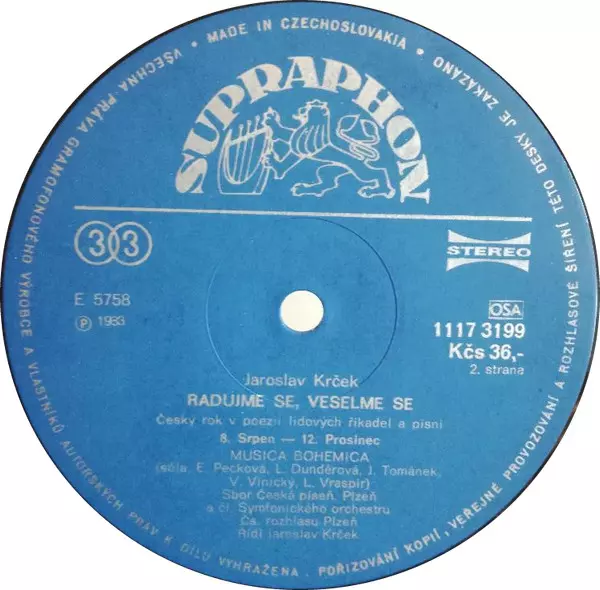 VŠECHNA PRÁVA GRAMOFONOVÉHO VÝROBCE A VLASTNÍKŮ AUTORSKÝCH PRÁV K DÍLU VYHRAŽENA. POŘIZOVÁNÍ KOPIÍ, VEŘEJNÉ PROVOZOVÁNÍ A ROZHLASOVÉ ŠÍŘENÍ TÉTO DESKY JE ZAKÁZÁNO • MADE IN CZECHOSLOVAKIA •
SUPRAPHON
33
STEREO
E 5758
Ⓟ 1983
OSA
1117 3199
Kčs 36,-
2. strana
Jaroslav Krček
RADUJME SE, VESELME SE
Český rok v poezii lidových říkadel a písní
8. Srpen — 12. Prosinec
MUSICA BOHEMICA
(sóla, E. Pecková, L. Dunděrová, J. Tománek,
V. Vinický, L. Vraspir)
Sbor Česká píseň, Plzeň
a čl. Symfonického orchestru
Čs. rozhlasu Plzeň
Řídí Jaroslav Krček